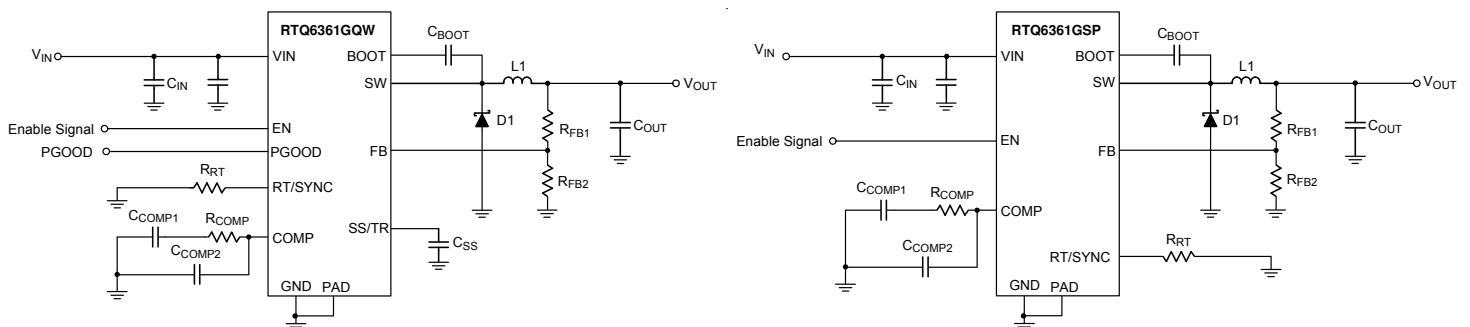 RTQ6361GQW
VIN
CIN
VIN
BOOT
CBOOT
SW
L1
VOUT
D1
RFB1
COUT
Enable Signal
EN
PGOOD
PGOOD
FB
RFB2
RRT
RT/SYNC
CCOMP1
RCOMP
COMP
CCOMP2
SS/TR
CSS
GND
PAD
RTQ6361GSP
VIN
CIN
VIN
BOOT
CBOOT
SW
L1
VOUT
D1
RFB1
COUT
Enable Signal
EN
FB
RFB2
CCOMP1
RCOMP
COMP
CCOMP2
RT/SYNC
RRT
GND
PAD